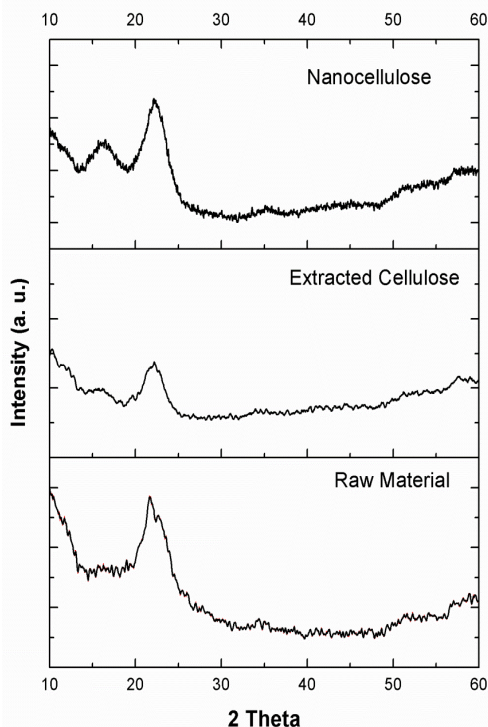 10 20 30 40 50 60
Nanocellulose
Extracted Cellulose
Raw Material
Intensity (a. u.)
10 20 30 40 50 60
2 Theta